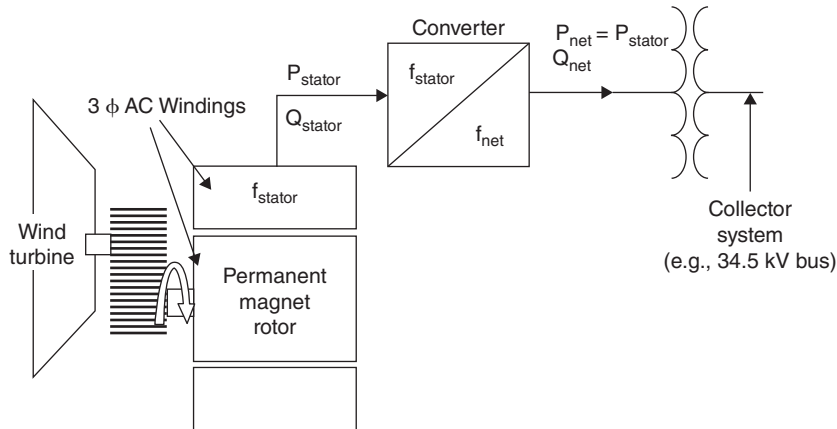 Converter
P_stator
Q_stator
f_stator
f_net
P_net = P_stator
Q_net
3 ϕ AC Windings
f_stator
Wind
turbine
Permanent
magnet
rotor
Collector
system
(e.g., 34.5 kV bus)